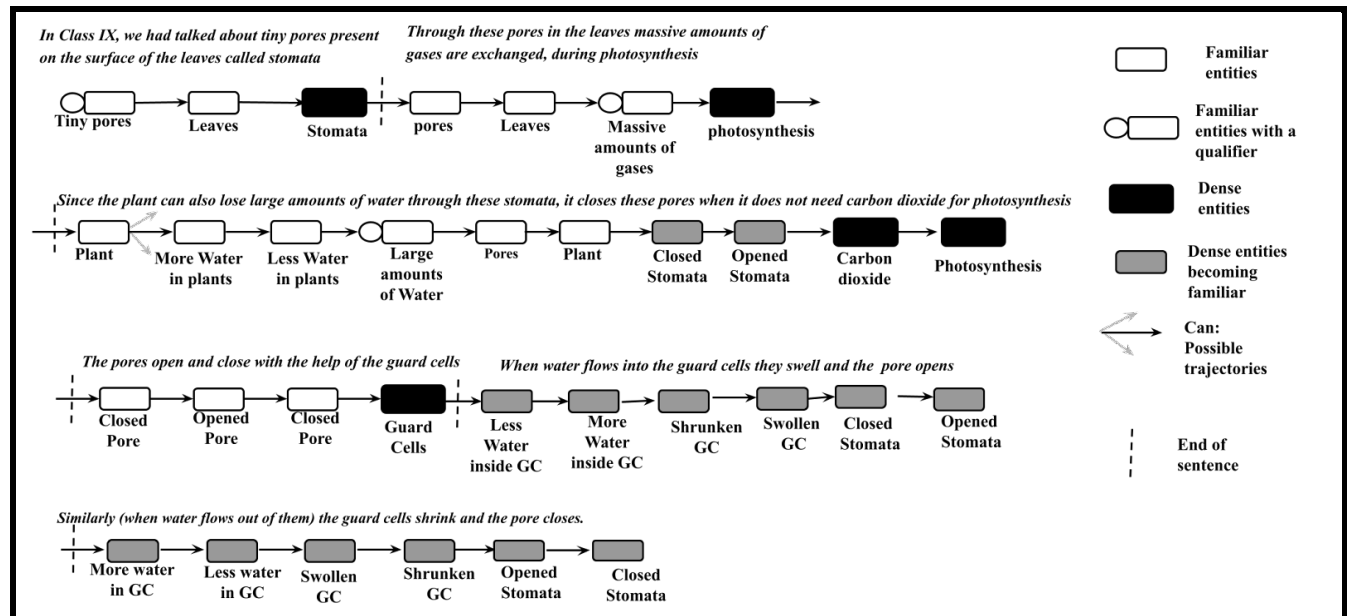 In Class IX, we had talked about tiny pores present
on the surface of the leaves called stomata
Through these pores in the leaves massive amounts of
gases are exchanged, during photosynthesis
Tiny pores
Leaves
Stomata
pores
Leaves
Massive
amounts of
gases
photosynthesis
Since the plant can also lose large amounts of water through these stomata, it closes these pores when it does not need carbon dioxide for photosynthesis
Plant
More Water
in plants
Less Water
in plants
Large
amounts
of Water
Pores
Plant
Closed
Stomata
Opened
Stomata
Carbon
dioxide
Photosynthesis
The pores open and close with the help of the guard cells
When water flows into the guard cells they swell and the pore opens
Closed
Pore
Opened
Pore
Closed
Pore
Guard
Cells
Less
Water
inside GC
More
Water
inside GC
Shrunken
GC
Swollen
GC
Closed
Stomata
Opened
Stomata
Similarly (when water flows out of them) the guard cells shrink and the pore closes.
More water
in GC
Less water
in GC
Swollen
GC
Shrunken
GC
Opened
Stomata
Closed
Stomata
Familiar
entities
Familiar
entities with a
qualifier
Dense
entities
Dense entities
becoming
familiar
Can:
Possible
trajectories
End of
sentence